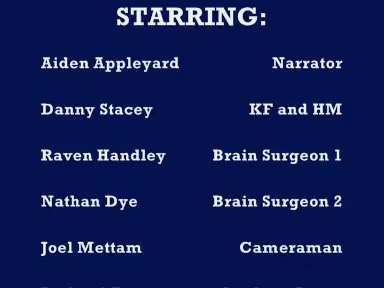 STARRING:
Aiden Appleyard Narrator
Danny Stacey KF and HM
Raven Handley Brain Surgeon 1
Nathan Dye Brain Surgeon 2
Joel Mettam Cameraman